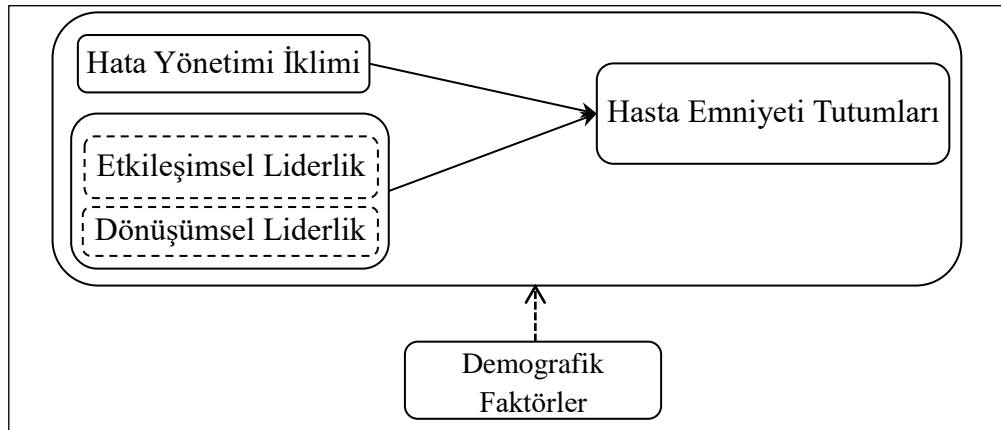 Hata Yönetimi İklimi
Hasta Emniyeti Tutumları
Etkileşimsel Liderlik
Dönüşümsel Liderlik
Demografik
Faktörler